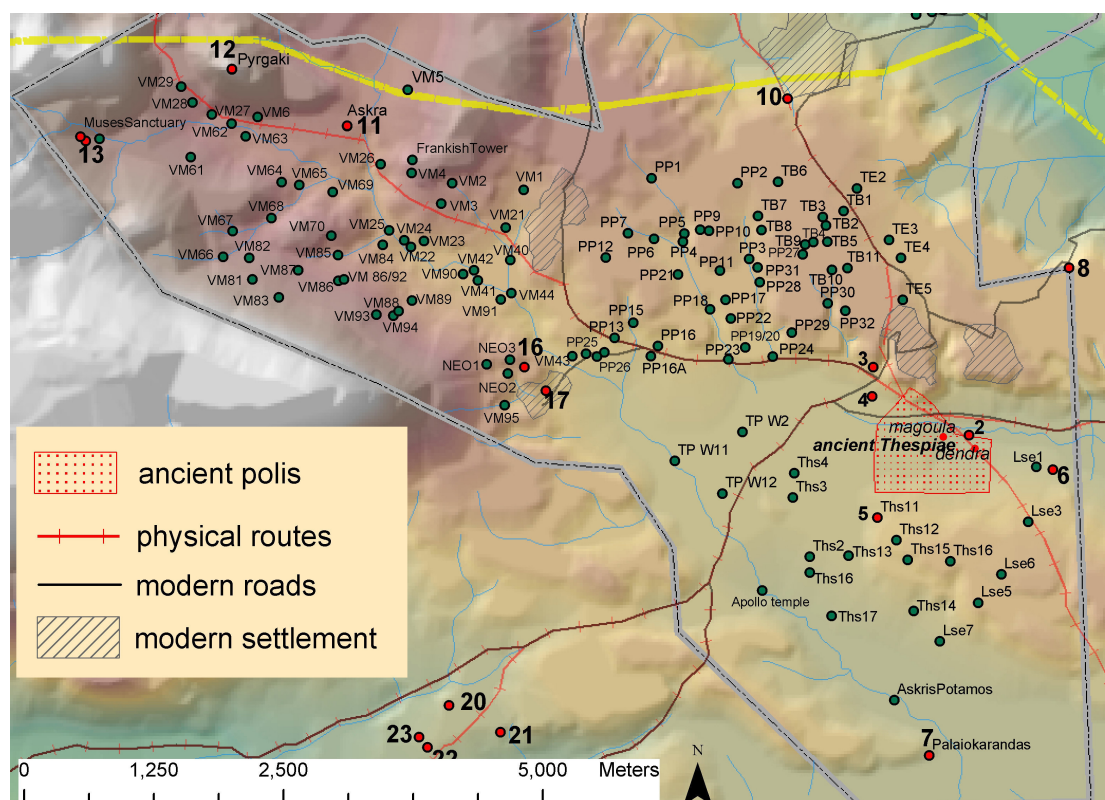 12
Pyrgaki
VM5
VM29
VM28
VM27
VM6
Askra
11
10
MusesSanctuary
VM62
VM63
13
VM61
VM26
FrankishTower
VM4
VM2
VM1
VM64
VM65
VM69
VM3
VM68
VM21
VM67
VM70
VM25
VM24
VM23
VM22
VM66
VM82
VM85
VM84
VM40
VM81
VM87
VM86
VM 86/92
VM90
VM42
VM41
VM44
VM83
VM88
VM89
VM91
VM93
VM94
PP1
PP2
TB6
TE2
PP7
PP5
PP9
PP10
TB7
TB3
TB1
PP6
PP4
TB8
TB2
TE3
PP12
PP3
TB9
TB4
TB5
TE4
PP27
PP21
PP11
PP31
PP28
TB10
TB11
8
PP18
PP17
PP30
TE5
PP15
PP22
PP32
PP13
PP16
PP29
NEO3
16
VM43
PP25
PP26
PP16A
PP23
PP19/20
PP24
3
NEO1
NEO2
17
4
VM95
TP W2
magoula
2
ancient Thespiae
dendra
TP W11
Ths4
Lse1
6
TP W12
Ths3
Ths11
5
Lse3
Ths12
Ths2
Ths13
Ths15
Ths16
Ths16
Lse6
Apollo temple
Lse5
Ths17
Ths14
Lse7
AskrisPotamos
7
Palaiokarandas
ancient polis
physical routes
modern roads
modern settlement
20
23
21
22
N
0
1,250
2,500
5,000
Meters